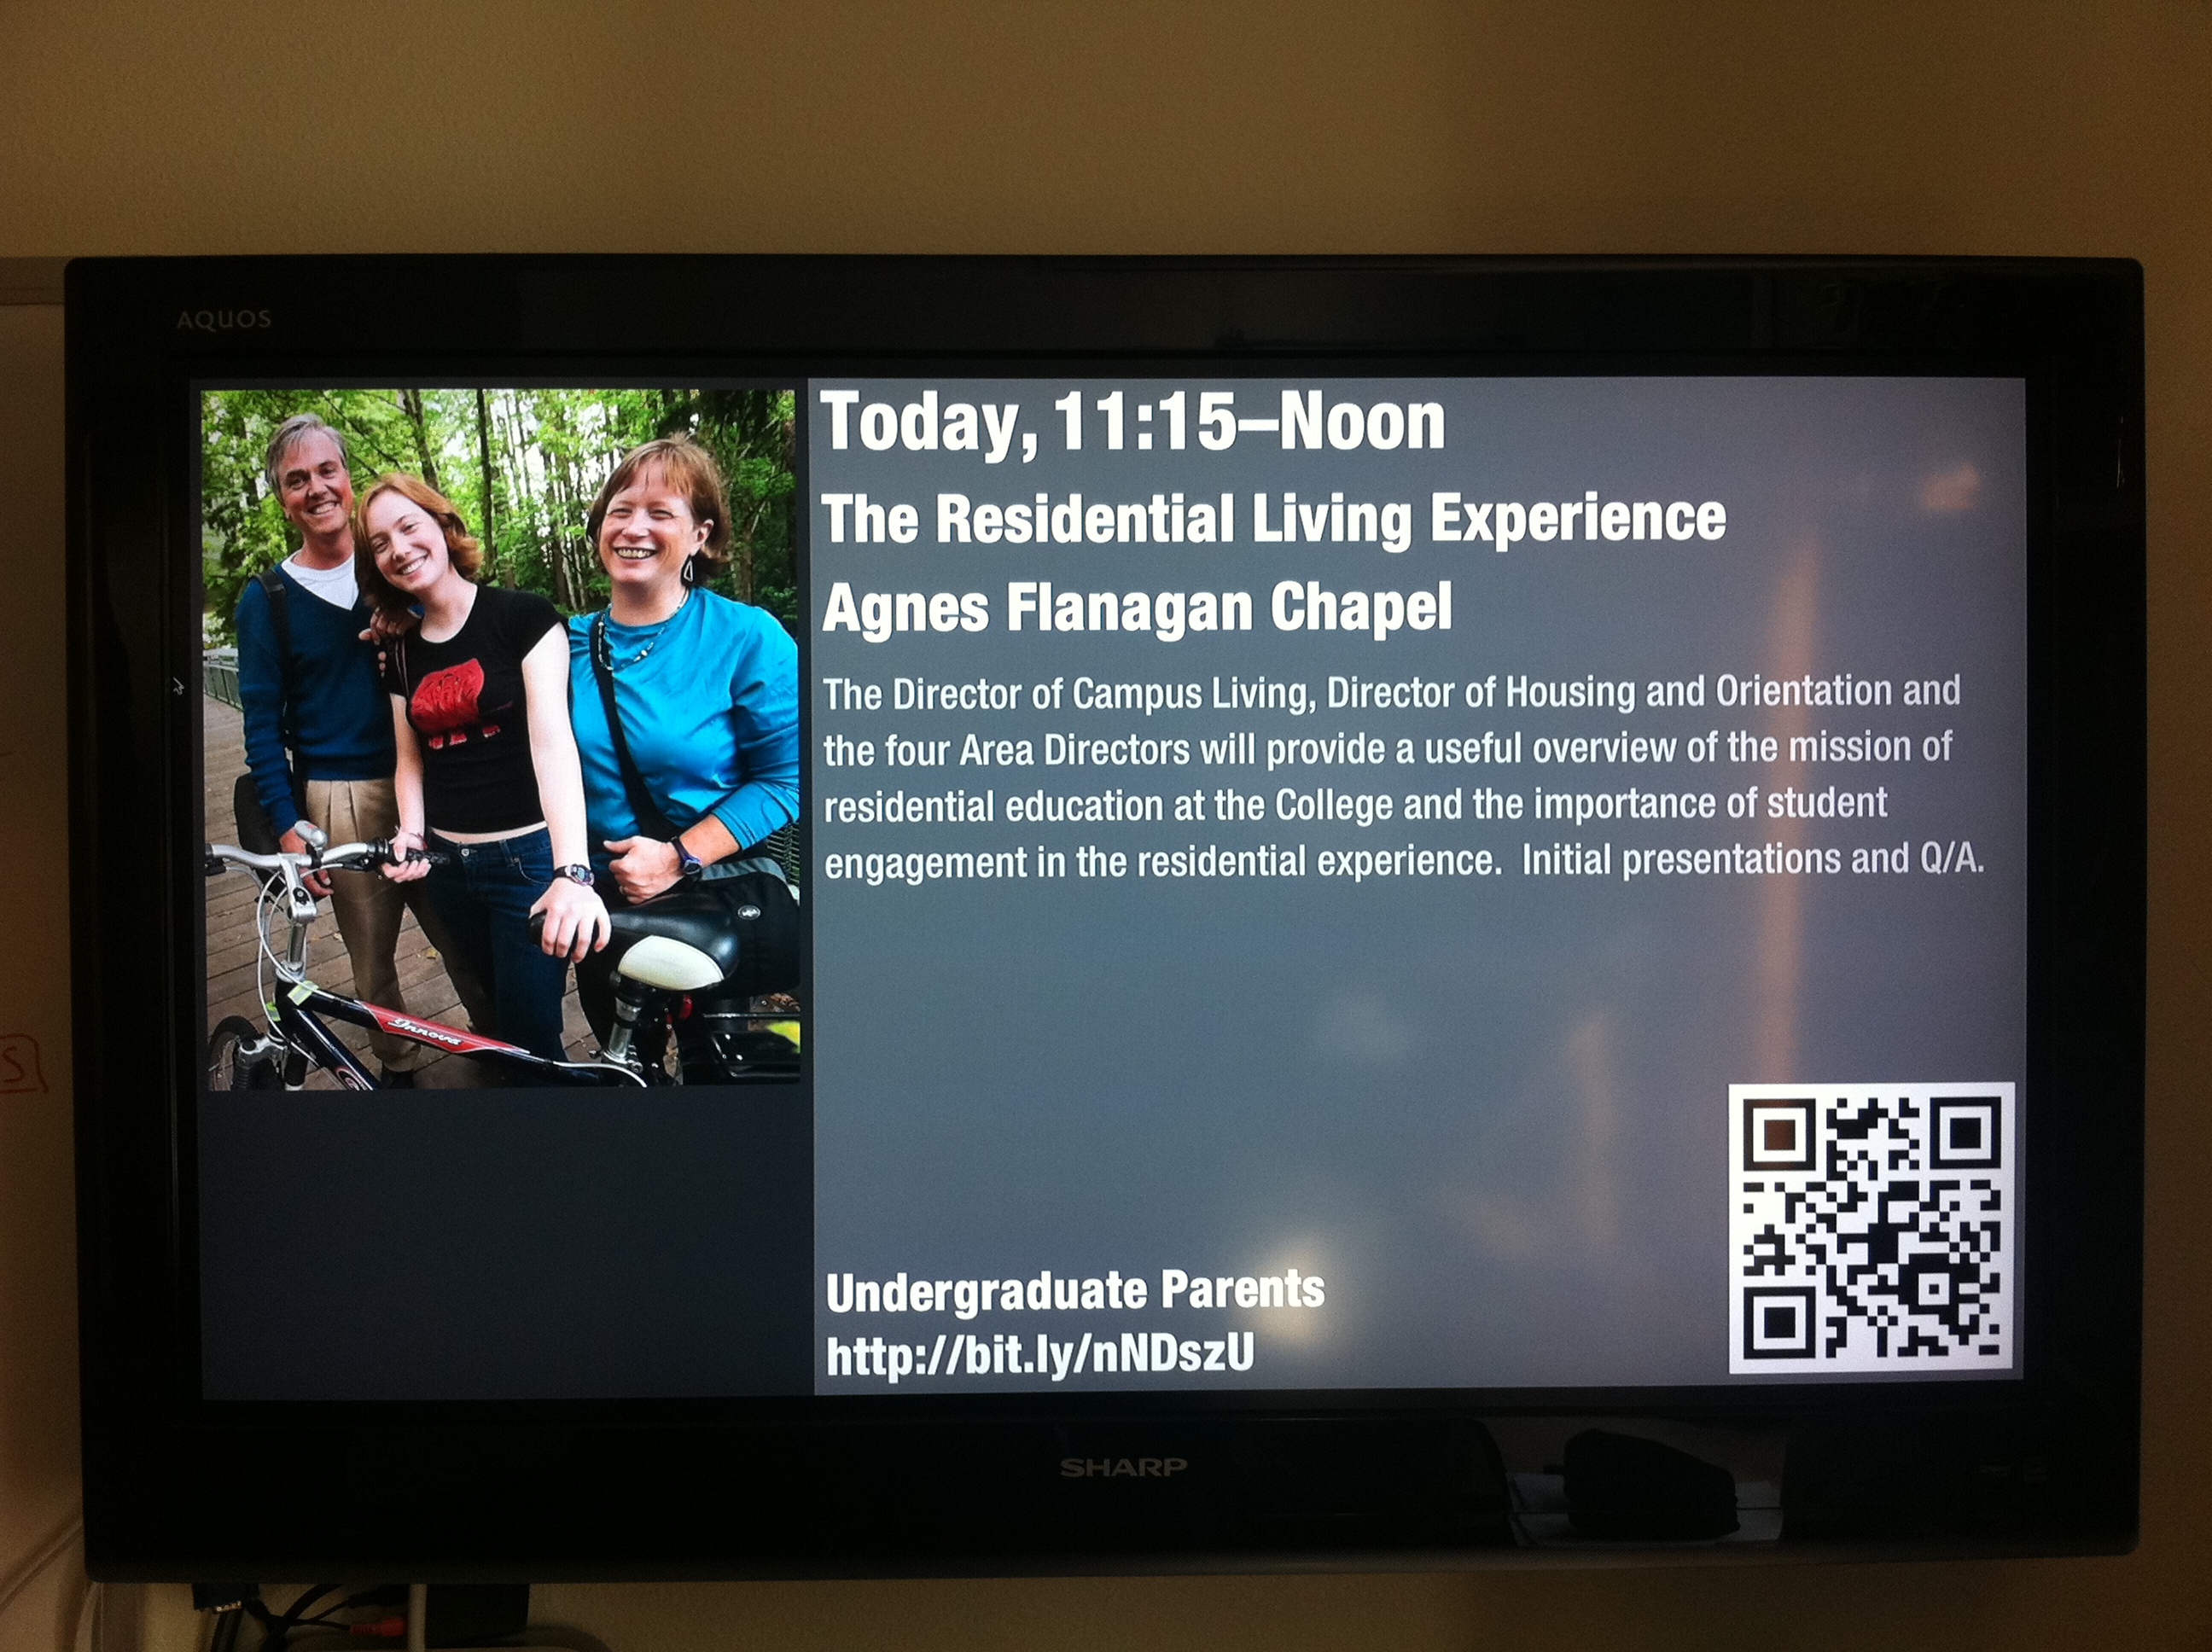 AQUOS
Today, 11:15–Noon
The Residential Living Experience
Agnes Flanagan Chapel
The Director of Campus Living, Director of Housing and Orientation and
the four Area Directors will provide a useful overview of the mission of
residential education at the College and the importance of student
engagement in the residential experience.  Initial presentations and Q/A.
Innova
Undergraduate Parents
http://bit.ly/nNDszU
SHARP